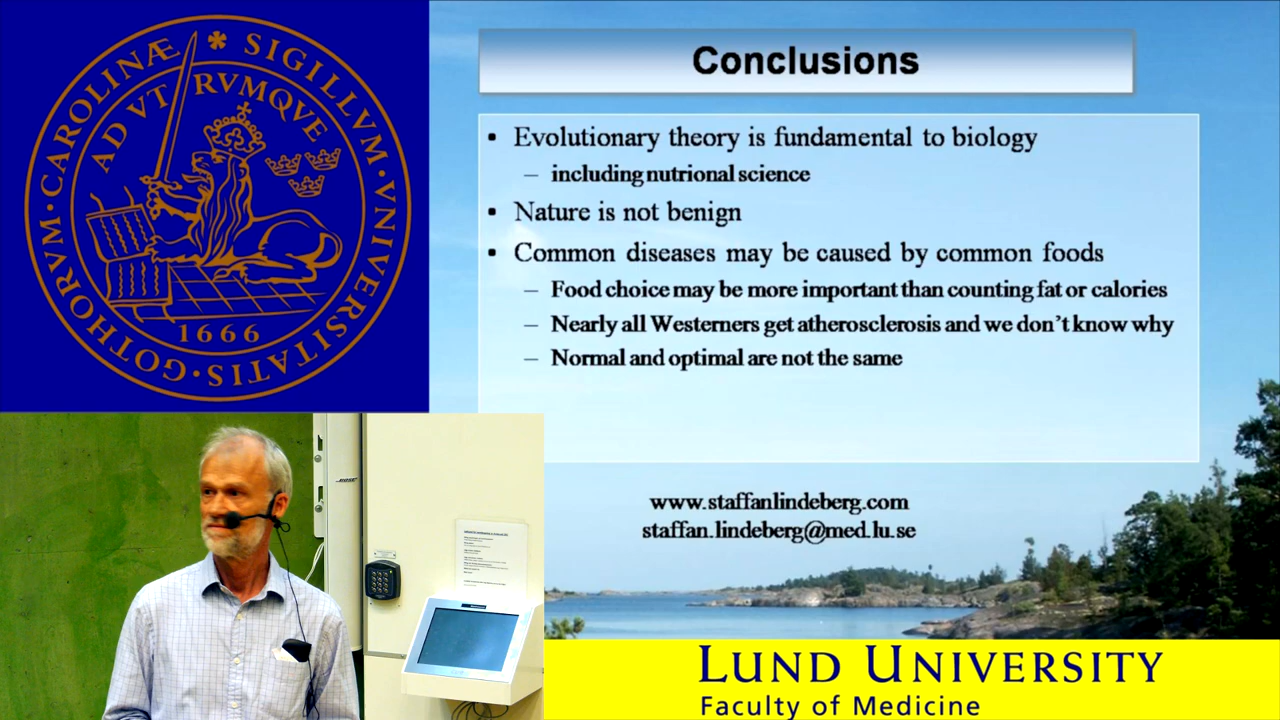 SIGILLVM·VNIVERSITATIS·GOTHORVM·CAROLINÆ
AD VTRVMQVE
1666
Conclusions
• Evolutionary theory is fundamental to biology
– including nutrional science
• Nature is not benign
• Common diseases may be caused by common foods
– Food choice may be more important than counting fat or calories
– Nearly all Westerners get atherosclerosis and we don't know why
– Normal and optimal are not the same
www.staffanlindeberg.com
staffan.lindeberg@med.lu.se
BOSE
LUND UNIVERSITY
Faculty of Medicine